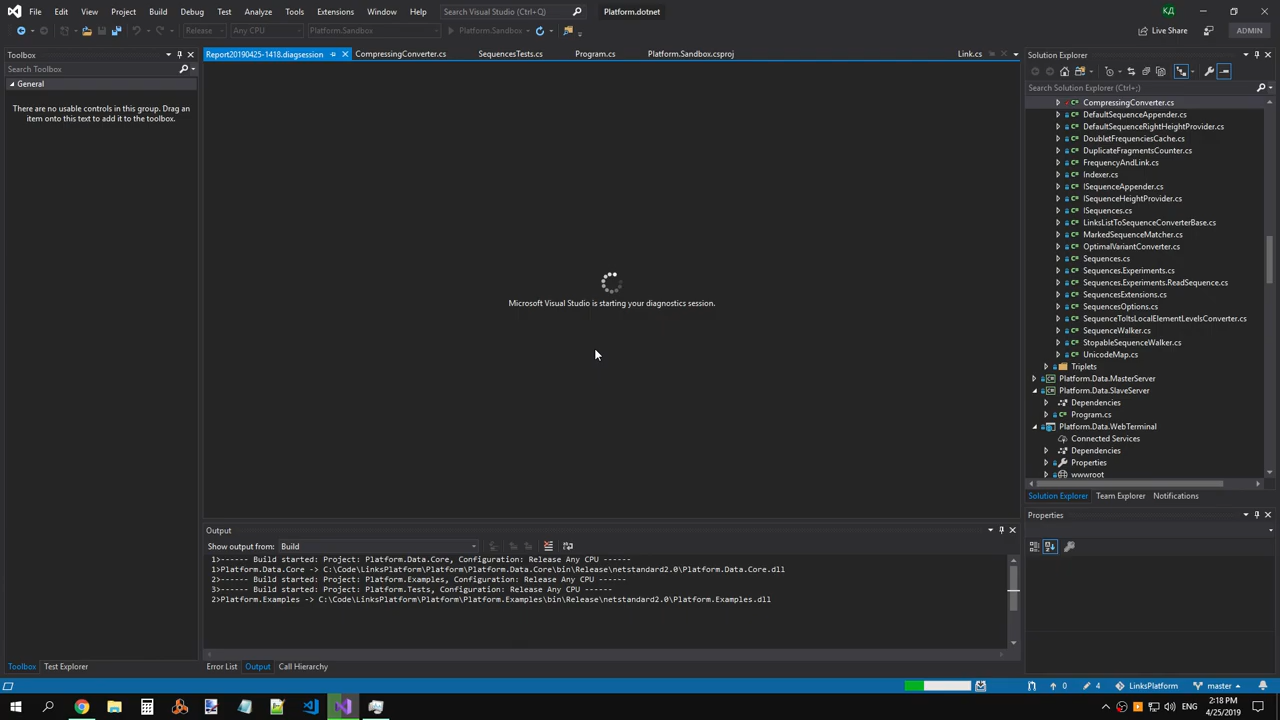 File Edit View Project Build Debug Test Analyze Tools Extensions Window Help Search Visual Studio (Ctrl+Q) Platform.dotnet КД
Release Any CPU Platform.Sandbox Platform.Sandbox Live Share ADMIN
Toolbox
Search Toolbox
General
There are no usable controls in this group. Drag an
item onto this text to add it to the toolbox.
Report20190425-1418.diagsession CompressingConverter.cs SequencesTests.cs Program.cs Platform.Sandbox.csproj Link.cs
Microsoft Visual Studio is starting your diagnostics session.
Output
Show output from: Build
1>------ Build started: Project: Platform.Data.Core, Configuration: Release Any CPU ------
1>Platform.Data.Core -> C:\Code\LinksPlatform\Platform\Platform.Data.Core\bin\Release\netstandard2.0\Platform.Data.Core.dll
2>------ Build started: Project: Platform.Examples, Configuration: Release Any CPU ------
3>------ Build started: Project: Platform.Tests, Configuration: Release Any CPU ------
2>Platform.Examples -> C:\Code\LinksPlatform\Platform\Platform.Examples\bin\Release\netstandard2.0\Platform.Examples.dll
Toolbox Test Explorer
Error List Output Call Hierarchy
Solution Explorer
Search Solution Explorer (Ctrl+;)
CompressingConverter.cs
DefaultSequenceAppender.cs
DefaultSequenceRightHeightProvider.cs
DoubletFrequenciesCache.cs
DuplicateFragmentsCounter.cs
FrequencyAndLink.cs
Indexer.cs
ISequenceAppender.cs
ISequenceHeightProvider.cs
ISequences.cs
LinksListToSequenceConverterBase.cs
MarkedSequenceMatcher.cs
OptimalVariantConverter.cs
Sequences.cs
Sequences.Experiments.cs
Sequences.Experiments.ReadSequence.cs
SequencesExtensions.cs
SequencesOptions.cs
SequenceToItsLocalElementLevelsConverter.cs
SequenceWalker.cs
StopableSequenceWalker.cs
UnicodeMap.cs
Triplets
Platform.Data.MasterServer
Platform.Data.SlaveServer
Dependencies
Program.cs
Platform.Data.WebTerminal
Connected Services
Dependencies
Properties
wwwroot
Solution Explorer Team Explorer Notifications
Properties
0 4 LinksPlatform master
ENG 2:18 PM
4/25/2019